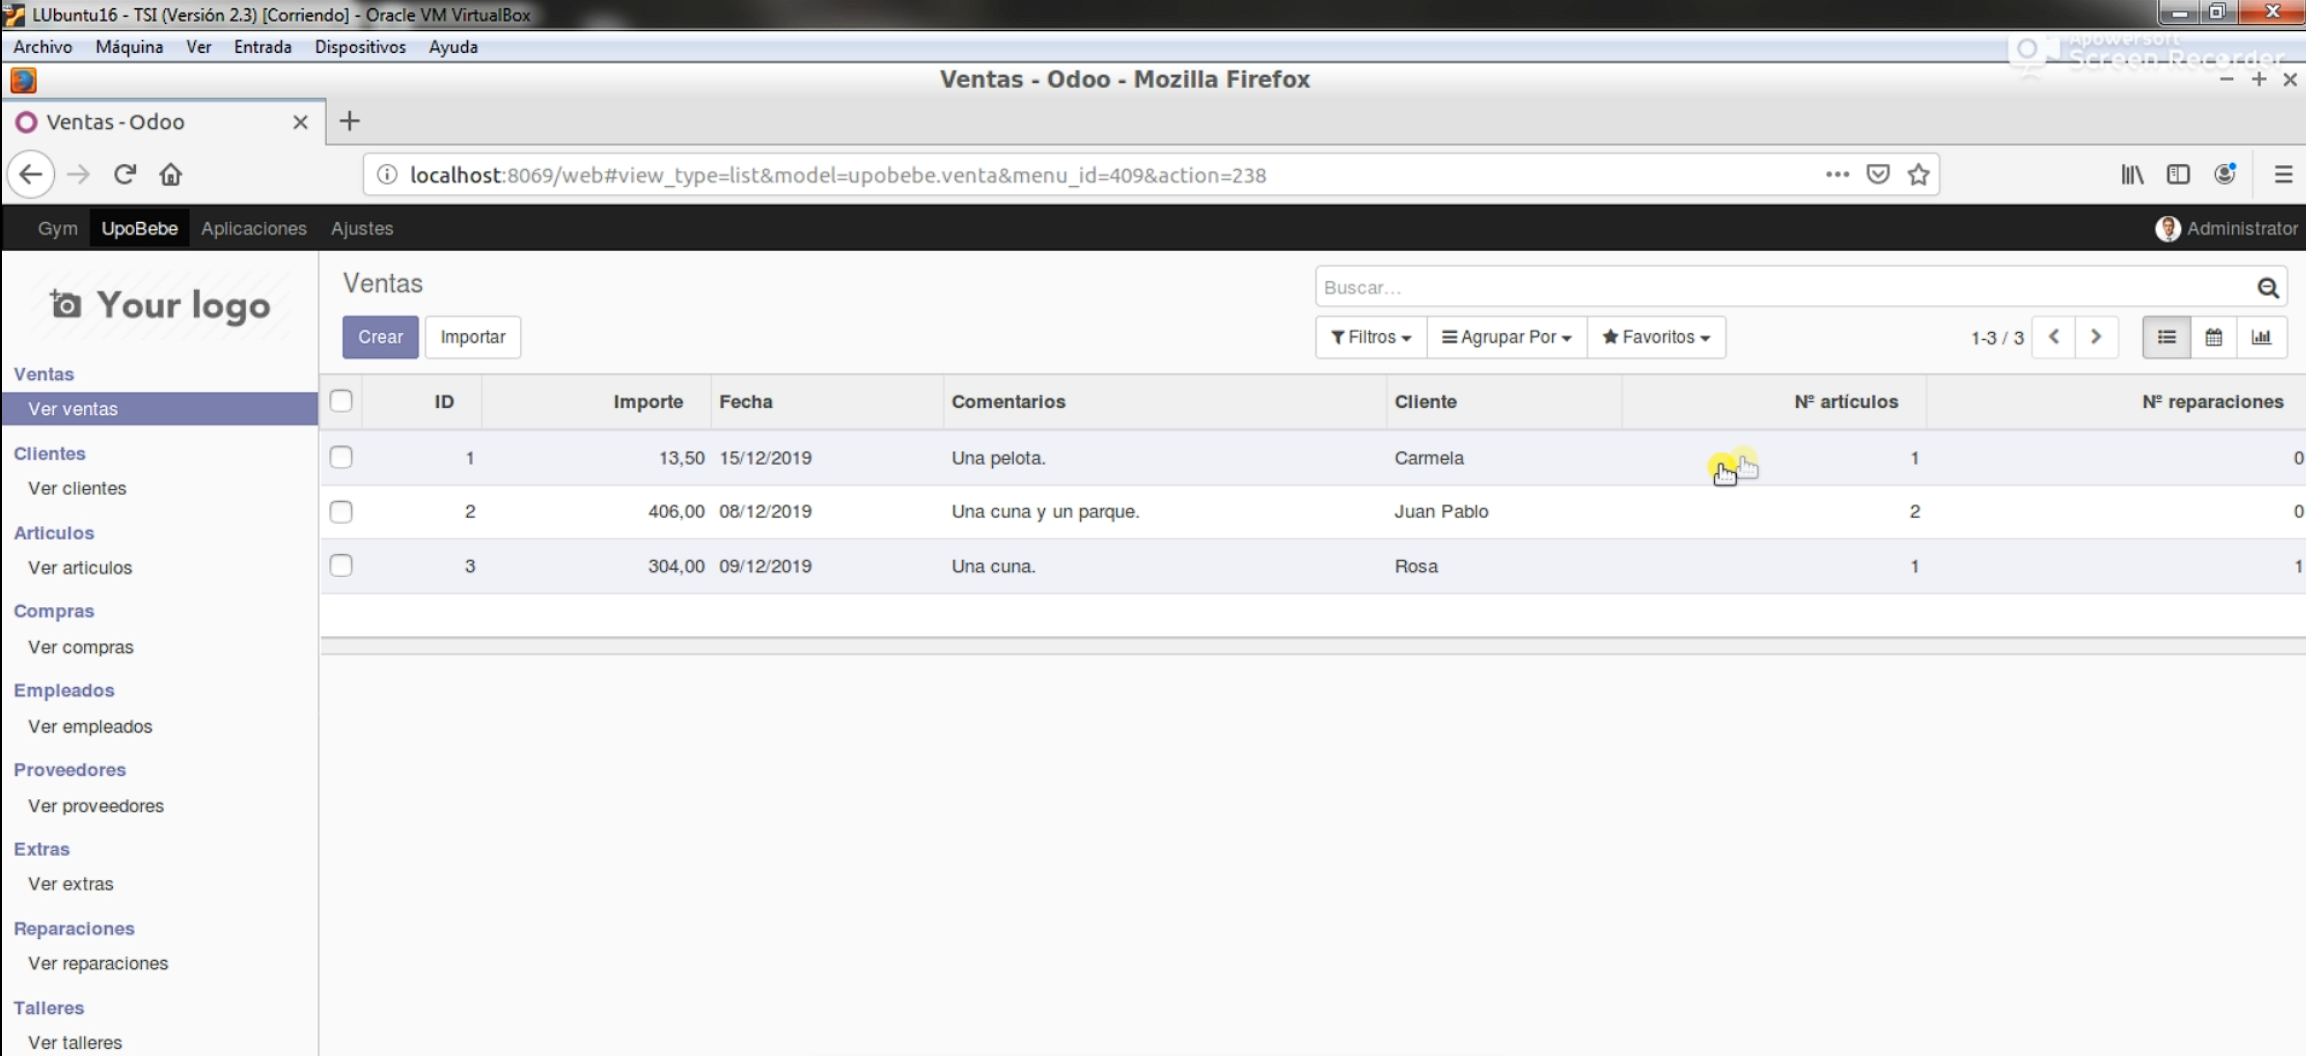 LUbuntu16 - TSI (Versión 2.3) [Corriendo] - Oracle VM VirtualBox
Archivo Máquina Ver Entrada Dispositivos Ayuda
Apowersoft
Screen Recorder
Ventas - Odoo - Mozilla Firefox
Ventas - Odoo
localhost:8069/web#view_type=list&model=upobebe.venta&menu_id=409&action=238
Gym UpoBebe Aplicaciones Ajustes Administrator
Your logo
Ventas
Ver ventas
Clientes
Ver clientes
Articulos
Ver articulos
Compras
Ver compras
Empleados
Ver empleados
Proveedores
Ver proveedores
Extras
Ver extras
Reparaciones
Ver reparaciones
Talleres
Ver talleres
Ventas
Buscar...
Crear Importar
Filtros Agrupar Por Favoritos 1-3 / 3
ID Importe Fecha Comentarios Cliente Nº artículos Nº reparaciones
1 13,50 15/12/2019 Una pelota. Carmela 1 0
2 406,00 08/12/2019 Una cuna y un parque. Juan Pablo 2 0
3 304,00 09/12/2019 Una cuna. Rosa 1 1